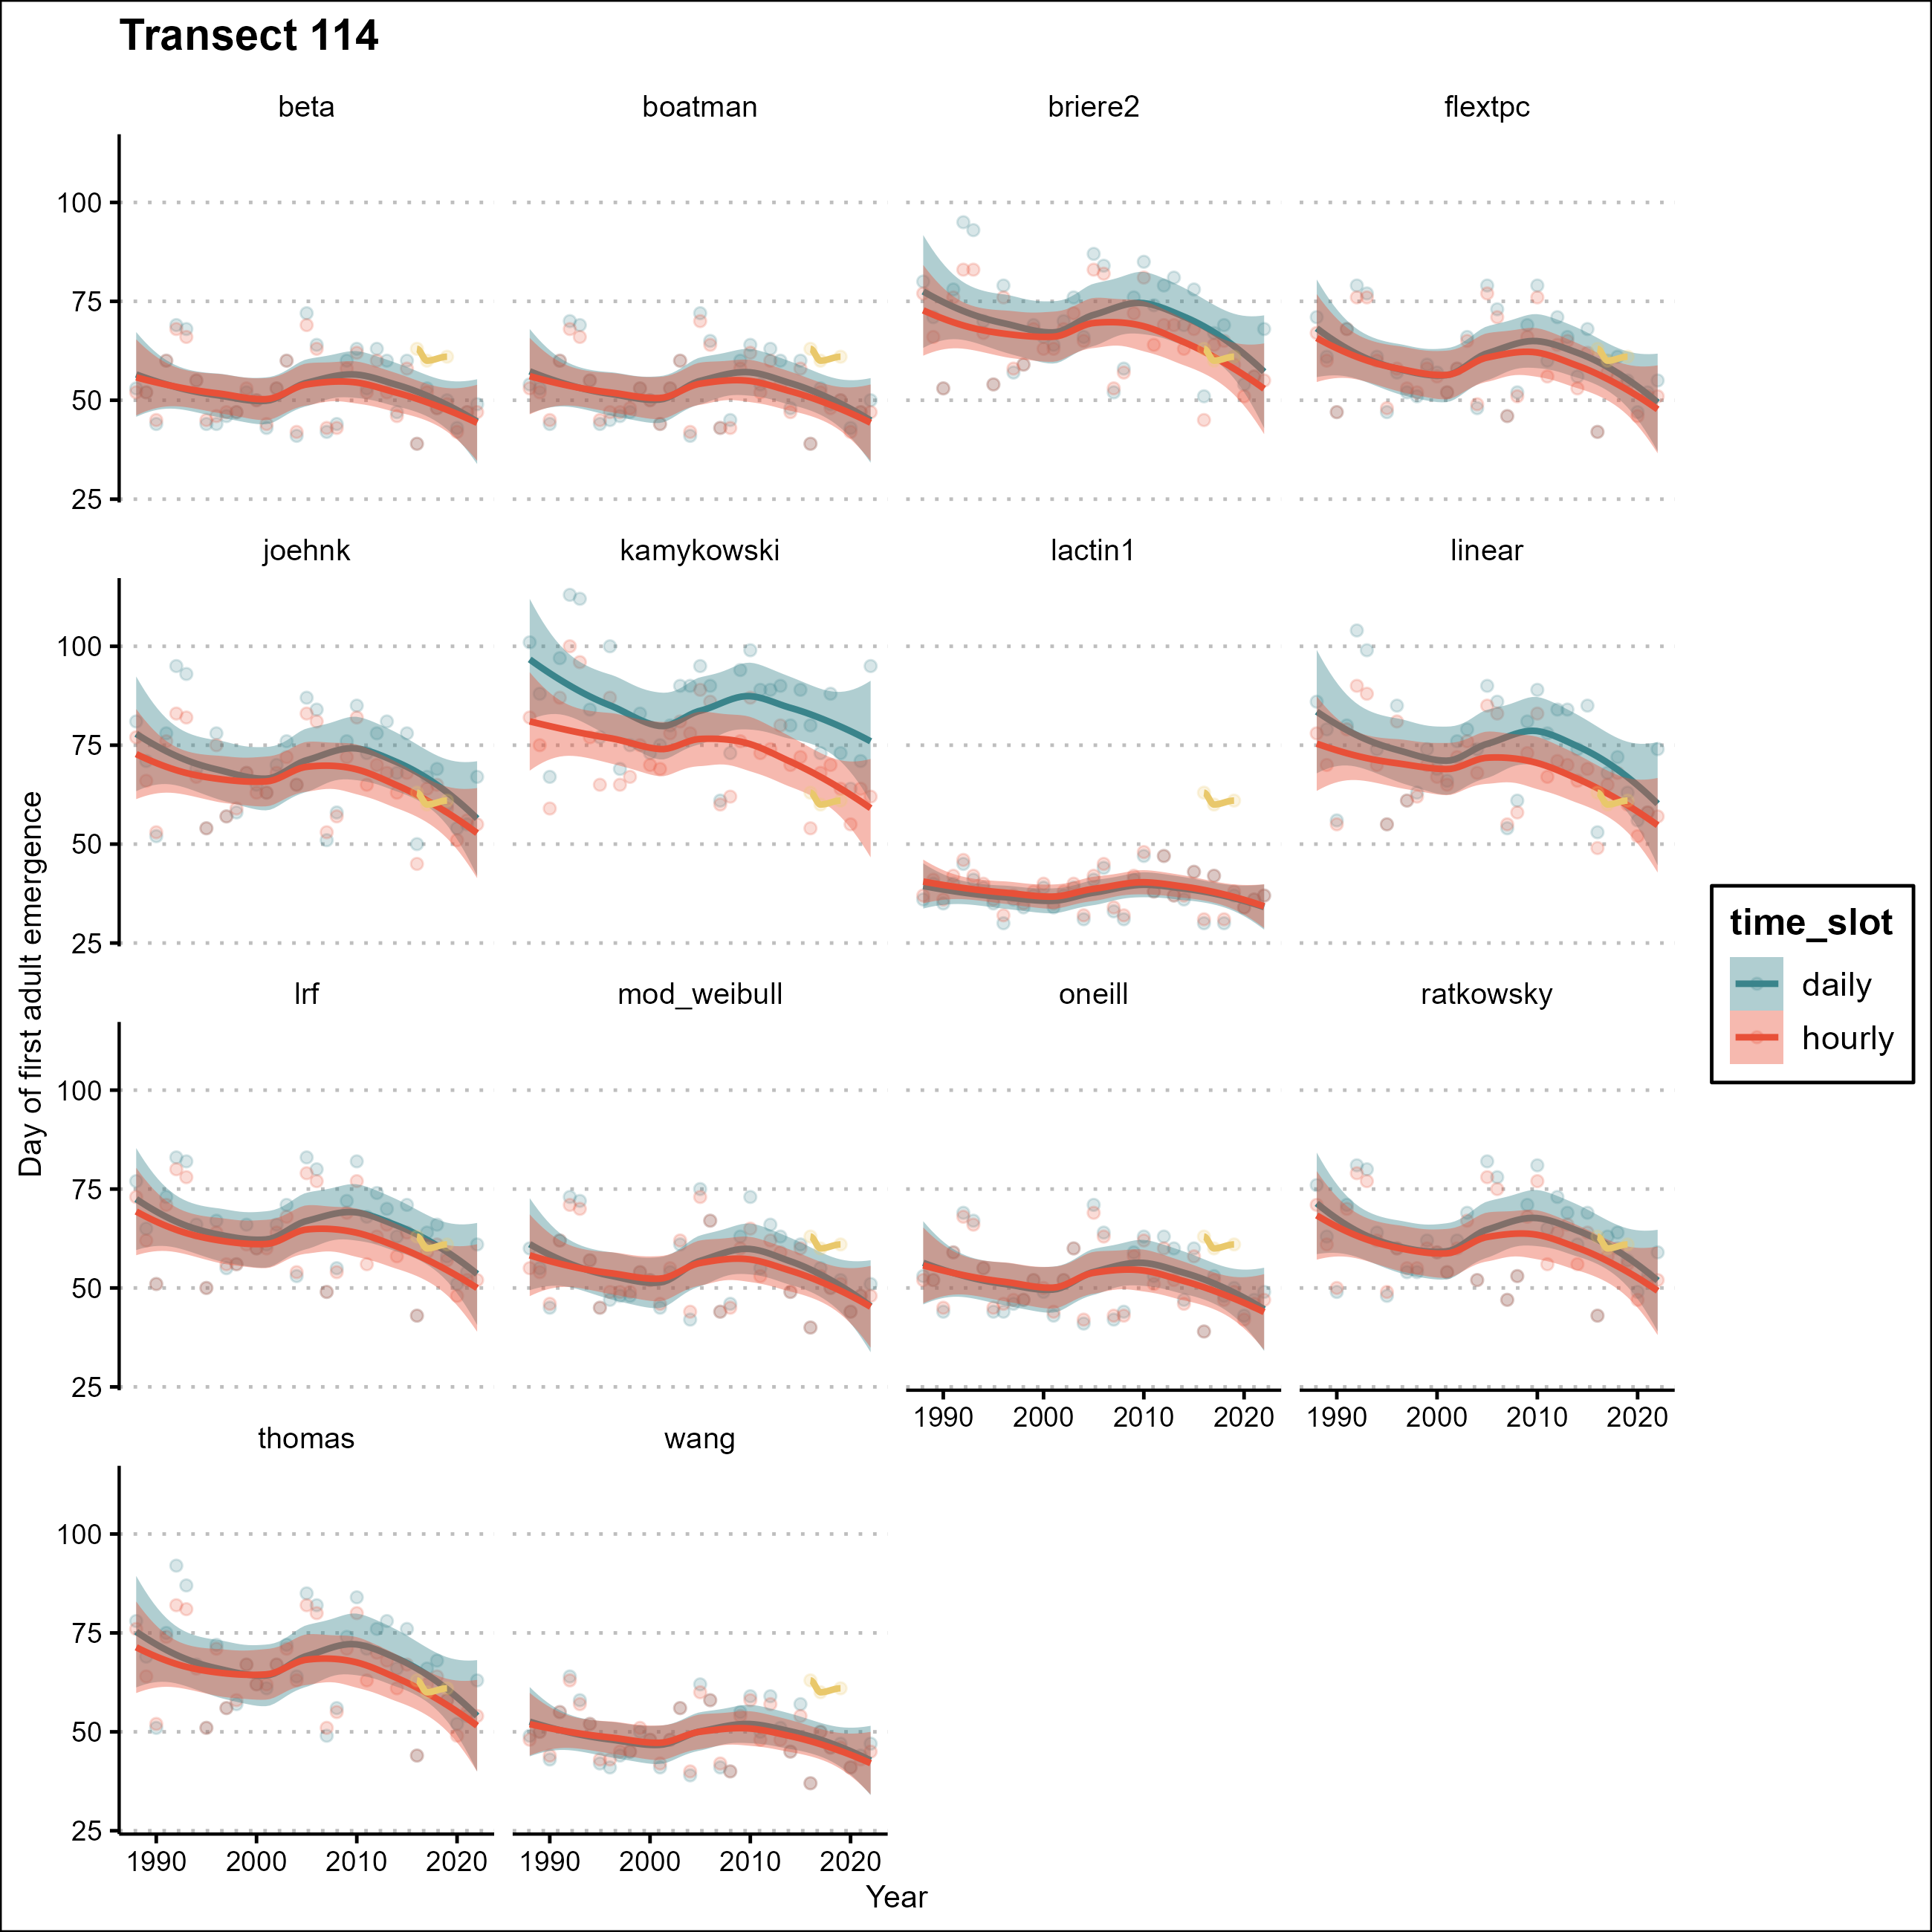 Transect 114
beta
boatman
briere2
flextpc
100
75
50
25
joehnk
kamykowski
lactin1
linear
100
75
50
25
lrf
mod_weibull
oneill
ratkowsky
100
75
50
25
1990 2000 2010 2020
1990 2000 2010 2020
thomas
wang
100
75
50
25
1990 2000 2010 2020
1990 2000 2010 2020
Year
Day of first adult emergence
time_slot
daily
hourly